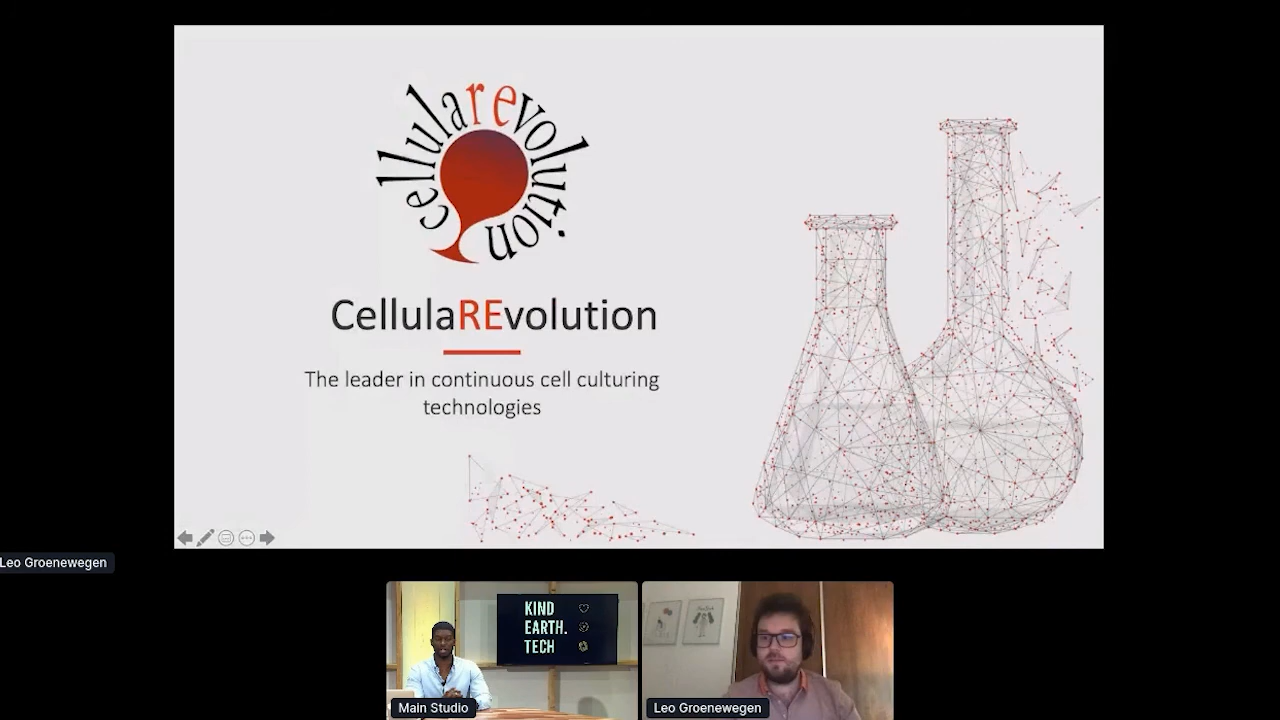 cellularevolution
CellulaREvolution
The leader in continuous cell culturing
technologies
Leo Groenewegen
KIND
EARTH.
TECH
Main Studio
Leo Groenewegen